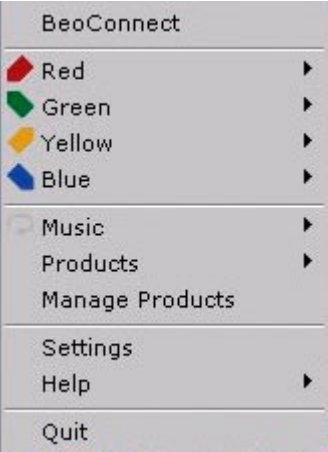 BeoConnect
Red
Green
Yellow
Blue
Music
Products
Manage Products
Settings
Help
Quit